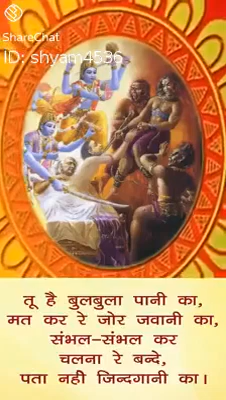 ShareChat
ID: shyam4536
तू है बुलबुला पानी का,
मत कर रे जोर जवानी का,
संभल-संभल कर
चलना रे बन्दे,
पता नही जिन्दगानी का।